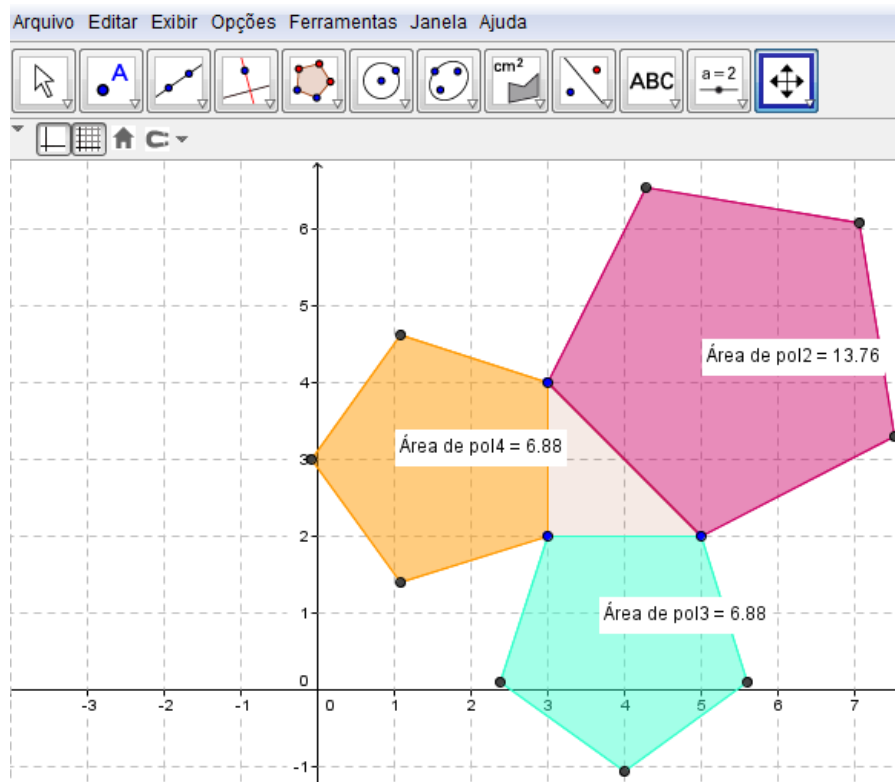 Arquivo Editar Exibir Opções Ferramentas Janela Ajuda
A cm² ABC a=2
6
5
Área de pol2 = 13.76
4
Área de pol4 = 6.88
3
2
1
Área de pol3 = 6.88
0
-3 -2 -1 0 1 2 3 4 5 6 7
-1